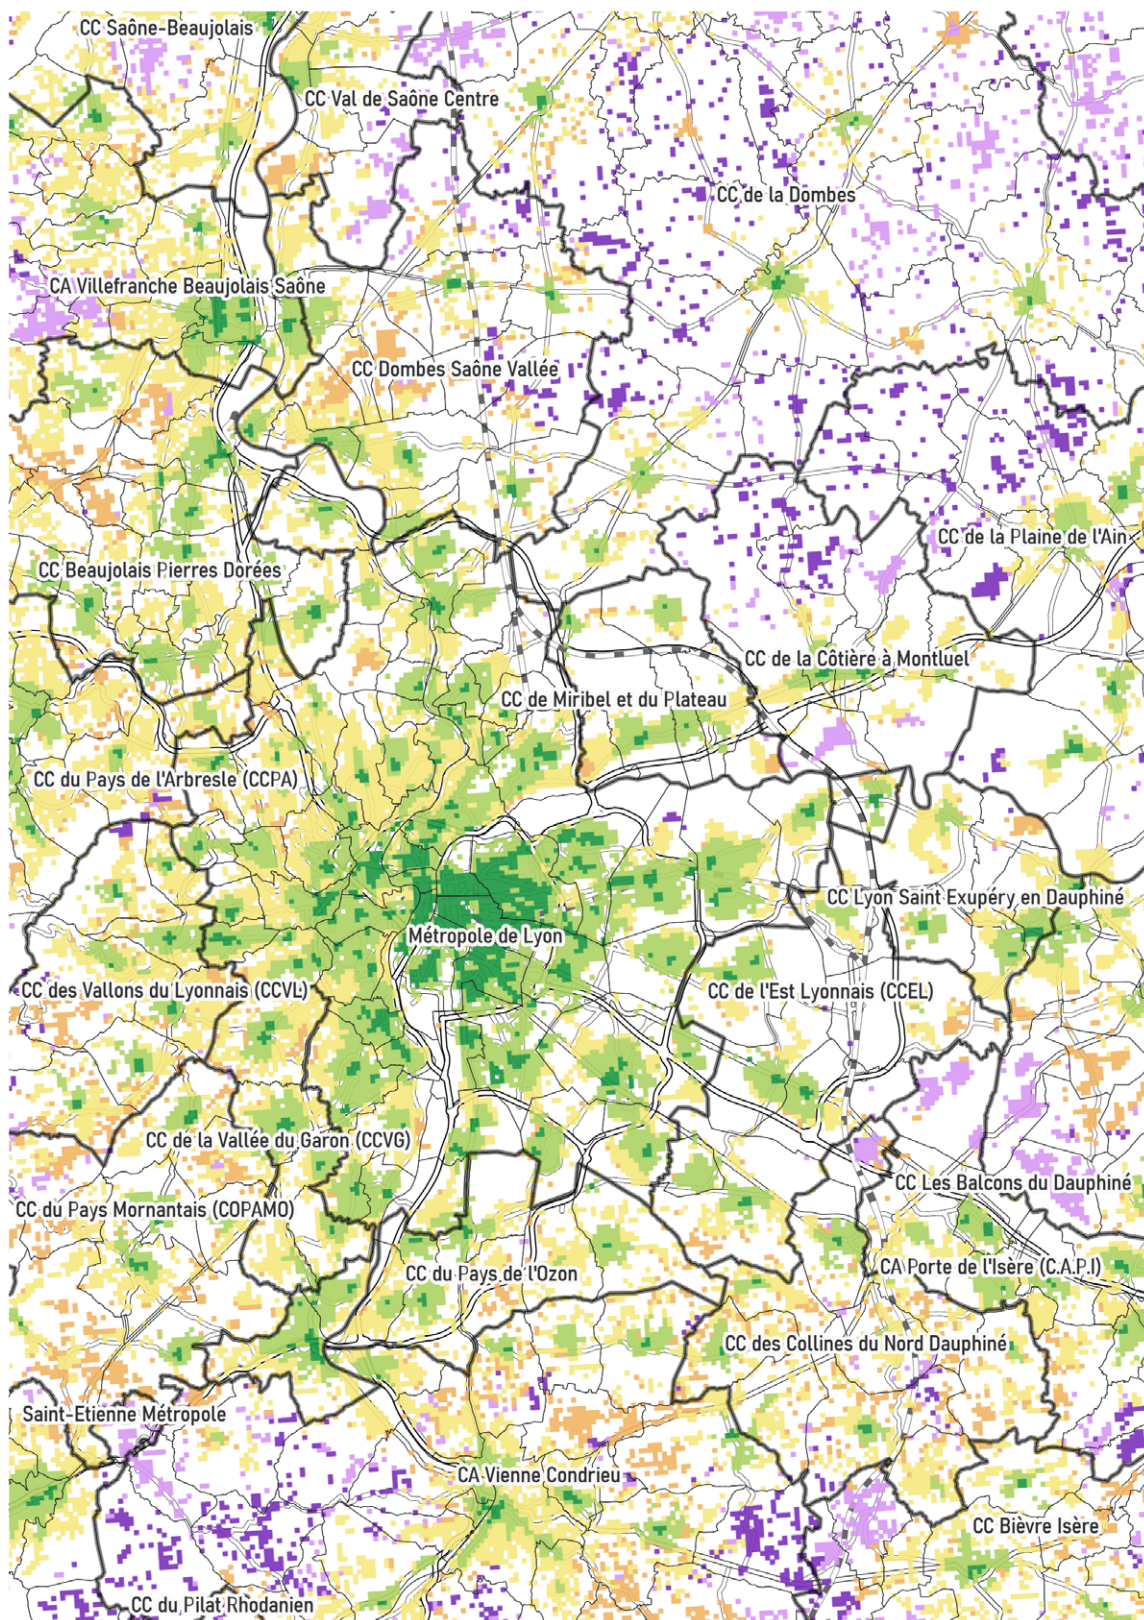 CC Saône-Beaujolais
CC Val de Saône Centre
CC de la Dombes
CA Villefranche Beaujolais Saône
CC Dombes Saône Vallée
CC de la Plaine de l'Ain
CC Beaujolais Pierres Dorées
CC de la Côtière à Montluel
CC de Miribel et du Plateau
CC du Pays de l'Arbresle (CCPA)
CC Lyon Saint Exupéry en Dauphiné
Métropole de Lyon
CC des Vallons du Lyonnais (CCVL)
CC de l'Est Lyonnais (CCEL)
CC de la Vallée du Garon (CCVG)
CC Les Balcons du Dauphiné
CC du Pays Mornantais (COPAMO)
CC du Pays de l'Ozon
CA Porte de l'Isère (C.A.P.I)
CC des Collines du Nord Dauphiné
Saint-Etienne Métropole
CA Vienne Condrieu
CC Bièvre Isère
CC du Pilat Rhodanien